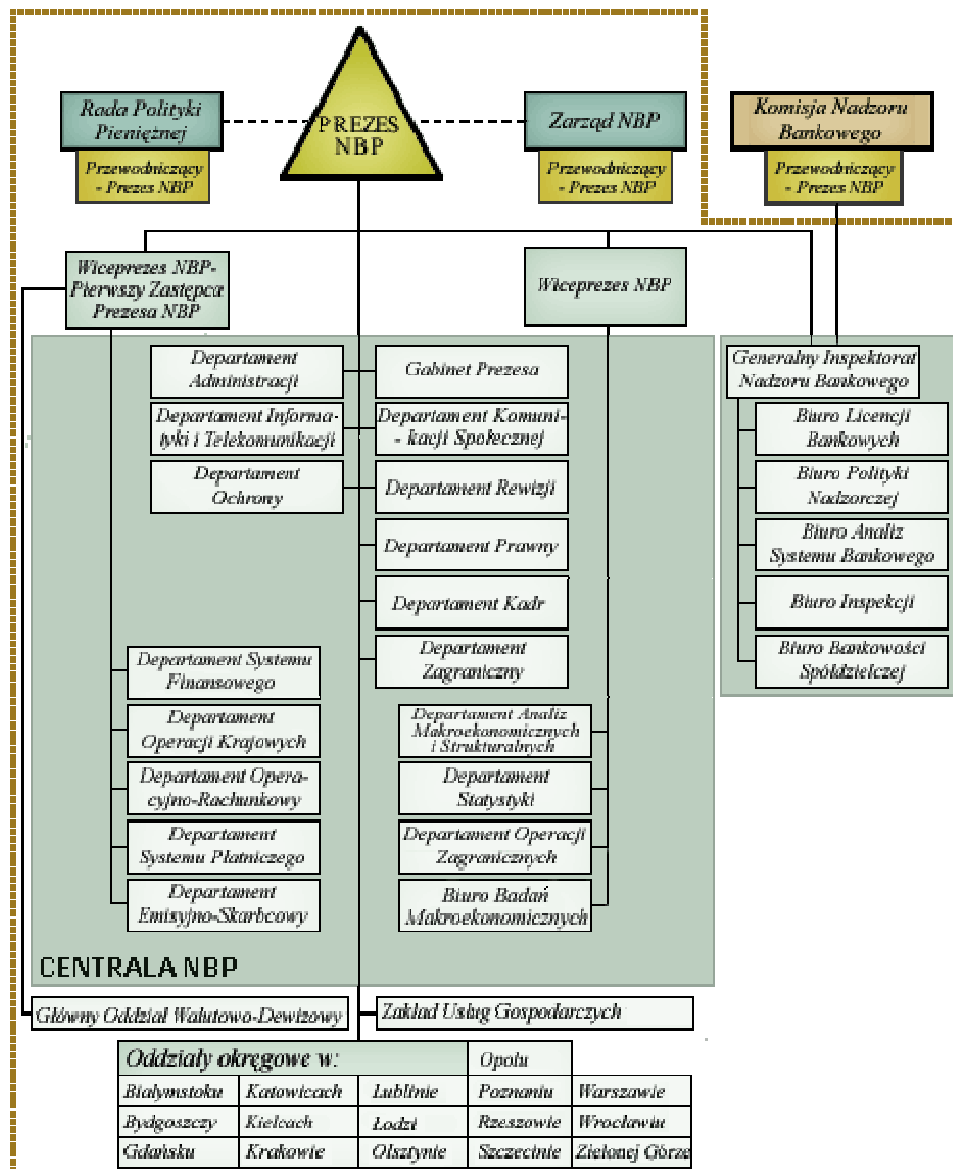 Rada Polityki
Pieniężnej
Przewodniczący
- Prezes NBP
PREZES
NBP
Zarząd NBP
Przewodniczący
- Prezes NBP
Komisja Nadzoru
Bankowego
Przewodniczący
- Prezes NBP
Wiceprezes NBP-
Pierwszy Zastępca
Prezesa NBP
Wiceprezes NBP
Departament
Administracji
Departament Informa-
tyki i Telekomunikacji
Departament
Ochrony
Gabinet Prezesa
Departament Komuni-
- kacji Społecznej
Departament Rewizji
Departament Prawny
Departament Kadr
Departament
Zagraniczny
Generalny Inspektorat
Nadzoru Bankowego
Biuro Licencji
Bankowych
Biuro Polityki
Nadzorczej
Biuro Analiz
Systemu Bankowego
Biuro Inspekcji
Biuro Bankowości
Spółdzielczej
Departament Systemu
Finansowego
Departament
Operacji Krajowych
Departament Opera-
cyjno-Rachunkowy
Departament
Systemu Płatniczego
Departament
Emisyjno-Skarbcowy
Departament Analiz
Makroekonomicznych
i Strukturalnych
Departament
Statystyki
Departament Operacji
Zagranicznych
Biuro Badań
Makroekonomicznych
CENTRALA NBP
Główny Oddział Walutowo-Dewizowy
Zakład Usług Gospodarczych
Oddziały okręgowe w: Opolu
Białymstoku Katowicach Lublinie Poznaniu Warszawie
Bydgoszczy Kielcach Łodzi Rzeszowie Wrocławiu
Gdańsku Krakowie Olsztynie Szczecinie Zielonej Górze